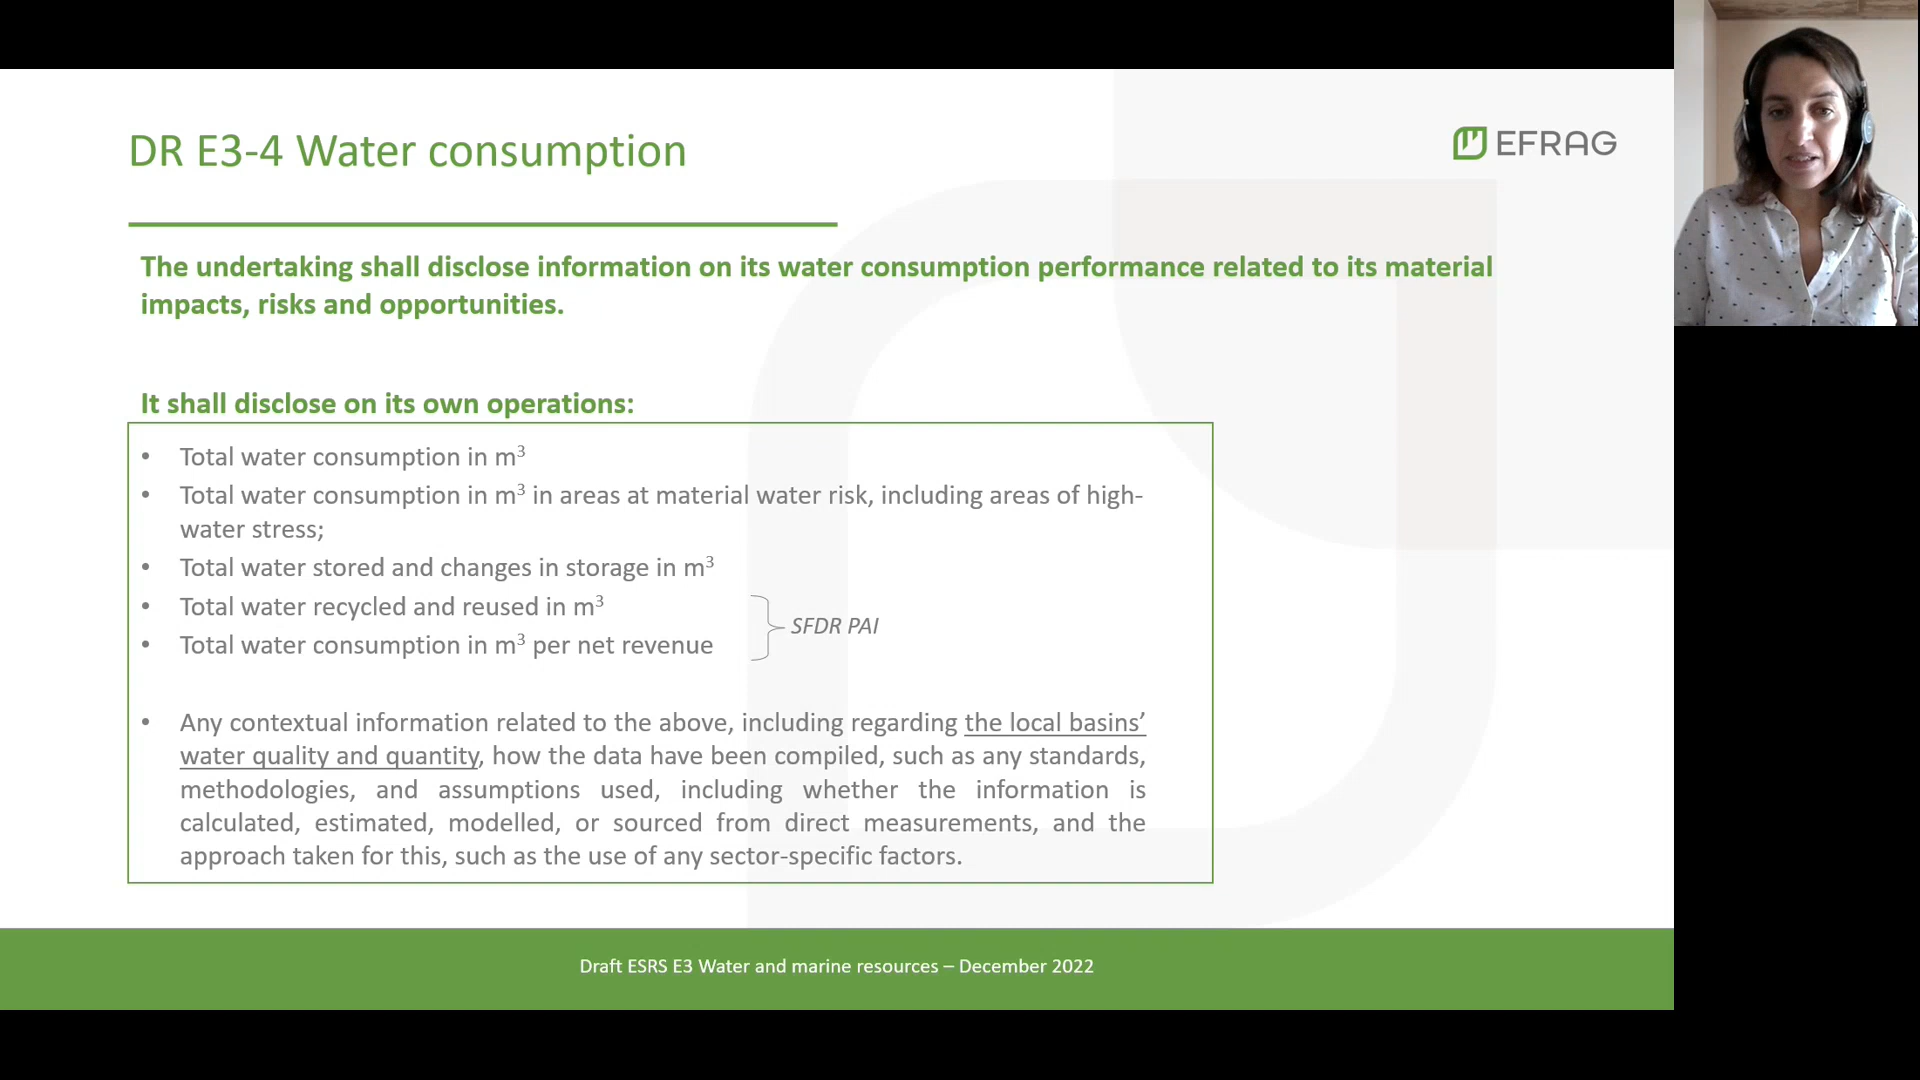 DR E3-4 Water consumption
EFRAG
The undertaking shall disclose information on its water consumption performance related to its material
impacts, risks and opportunities.
It shall disclose on its own operations:
• Total water consumption in m³
• Total water consumption in m³ in areas at material water risk, including areas of high-
water stress;
• Total water stored and changes in storage in m³
• Total water recycled and reused in m³
SFDR PAI
• Total water consumption in m³ per net revenue
• Any contextual information related to the above, including regarding the local basins’
water quality and quantity, how the data have been compiled, such as any standards,
methodologies, and assumptions used, including whether the information is
calculated, estimated, modelled, or sourced from direct measurements, and the
approach taken for this, such as the use of any sector-specific factors.
Draft ESRS E3 Water and marine resources – December 2022